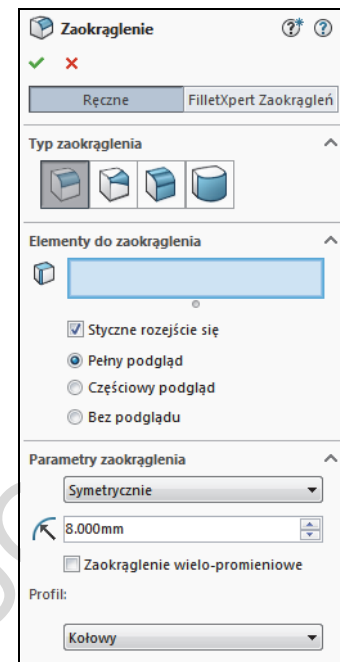 Zaokrąglenie
Ręczne FilletXpert Zaokrągleń
Typ zaokrąglenia
Elementy do zaokrąglenia
Styczne rozejście się
Pełny podgląd
Częściowy podgląd
Bez podglądu
Parametry zaokrąglenia
Symetrycznie
8.000mm
Zaokrąglenie wielo-promieniowe
Profil:
Kołowy